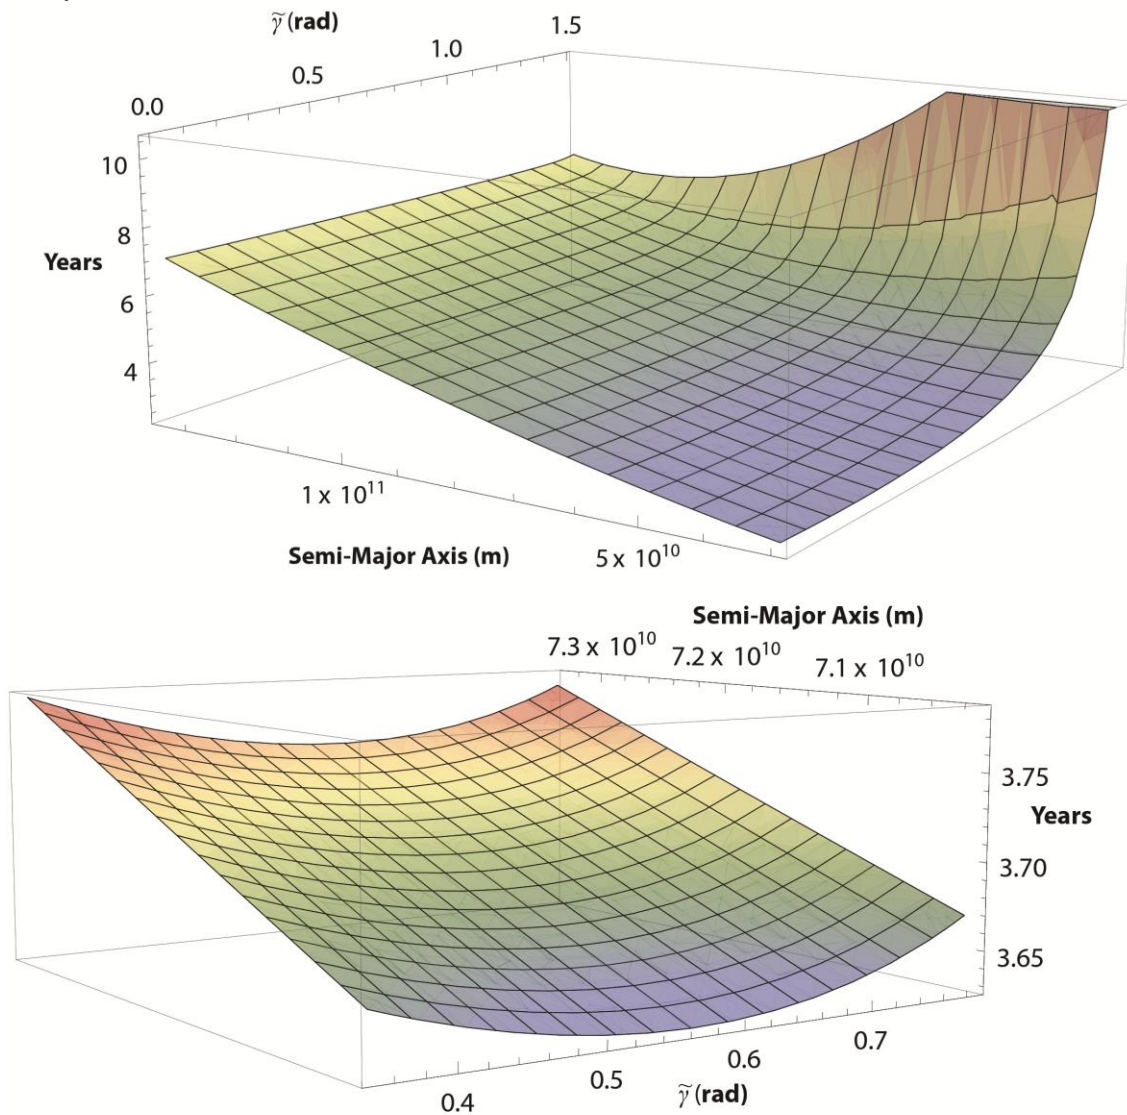 γ̃ (rad)
0.0
0.5
1.0
1.5
10
8
6
4
Years
1 x 10¹¹
5 x 10¹⁰
Semi-Major Axis (m)
Semi-Major Axis (m)
7.3 x 10¹⁰
7.2 x 10¹⁰
7.1 x 10¹⁰
3.75
Years
3.70
3.65
0.4
0.5
0.6
0.7
γ̃ (rad)